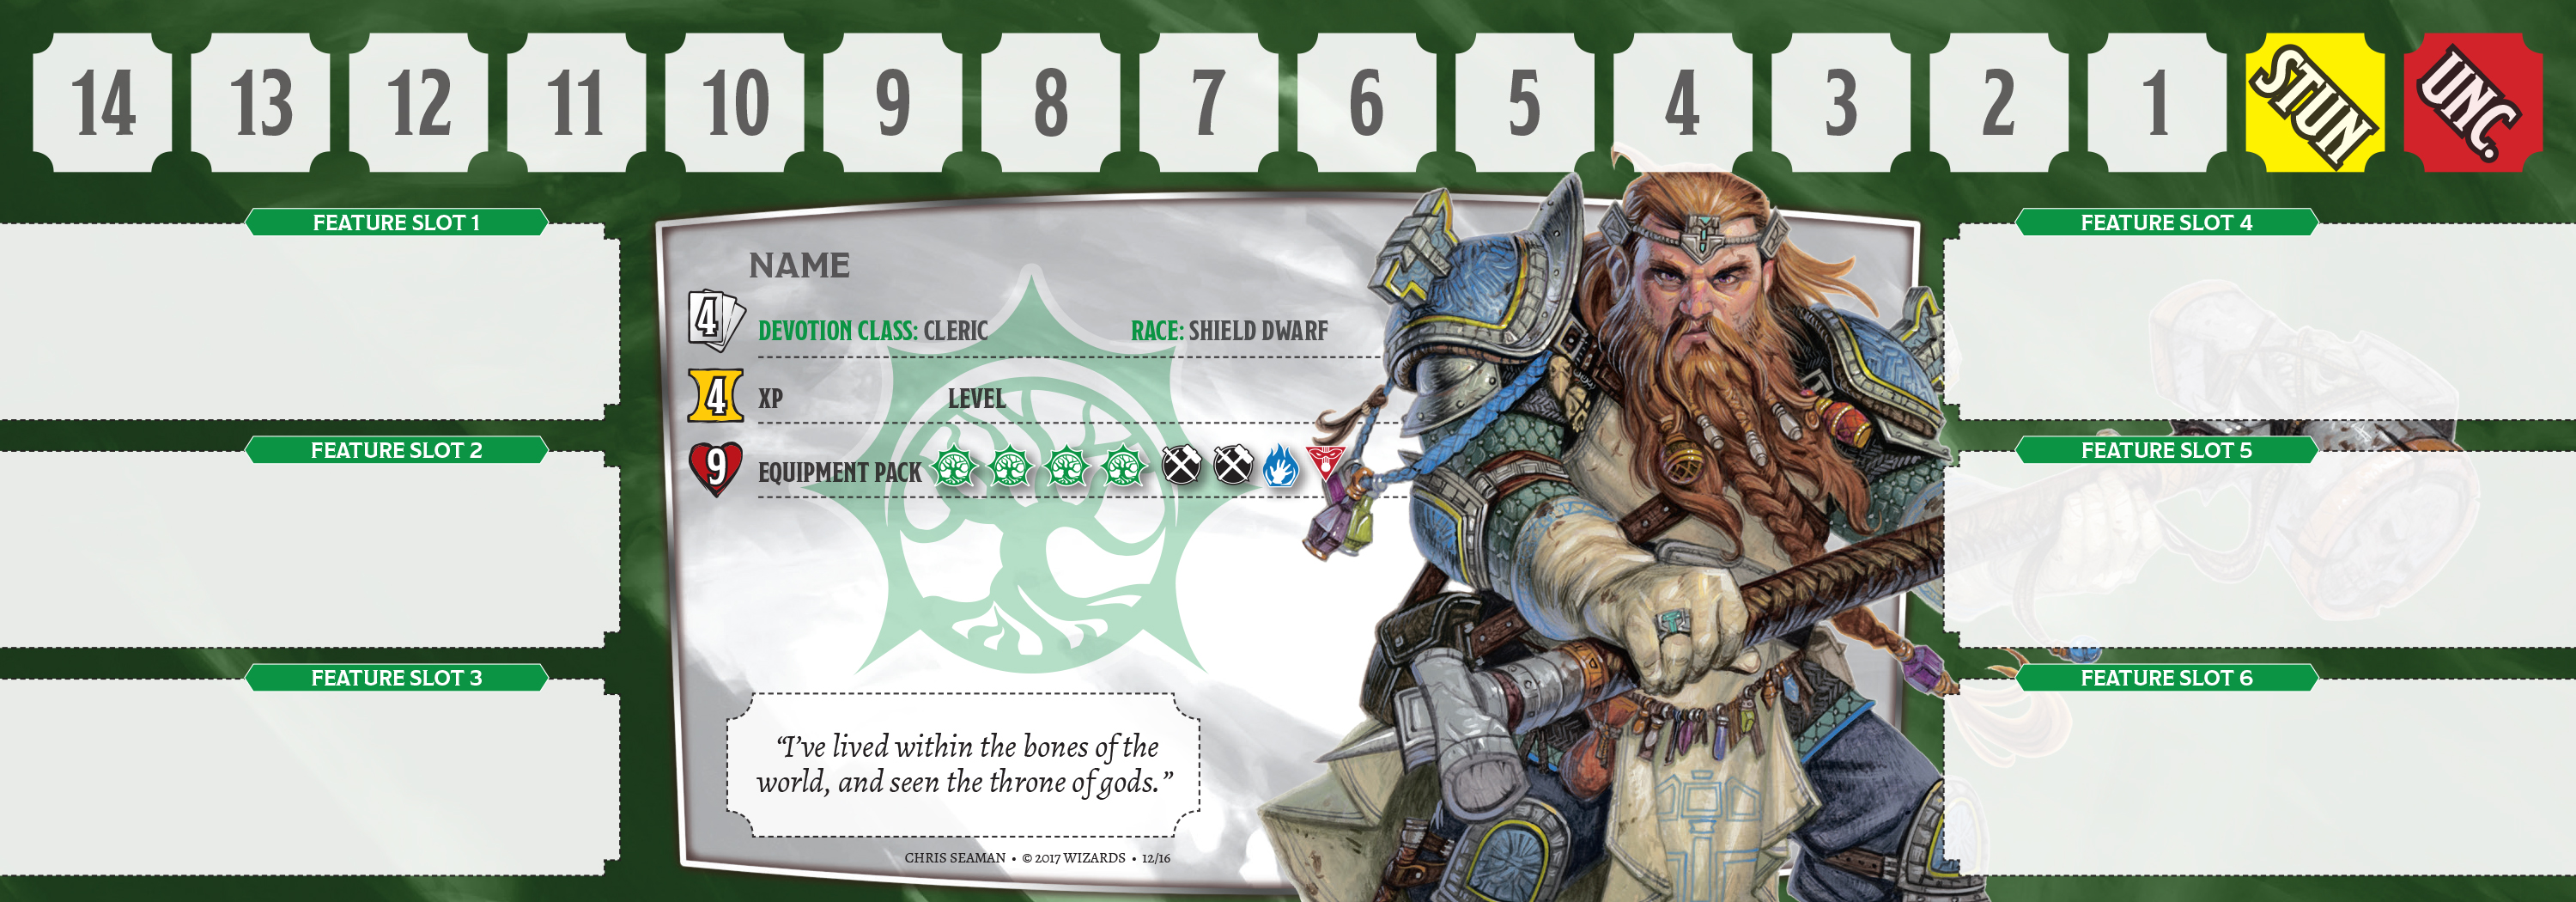 14 13 12 11 10 9 8 7 6 5 4 3 2 1 STUN UNC.
FEATURE SLOT 1
FEATURE SLOT 2
FEATURE SLOT 3
NAME
4 DEVOTION CLASS: CLERIC RACE: SHIELD DWARF
4 XP LEVEL
9 EQUIPMENT PACK
“I’ve lived within the bones of the
world, and seen the throne of gods.”
CHRIS SEAMAN • © 2017 WIZARDS • 12/16
FEATURE SLOT 4
FEATURE SLOT 5
FEATURE SLOT 6